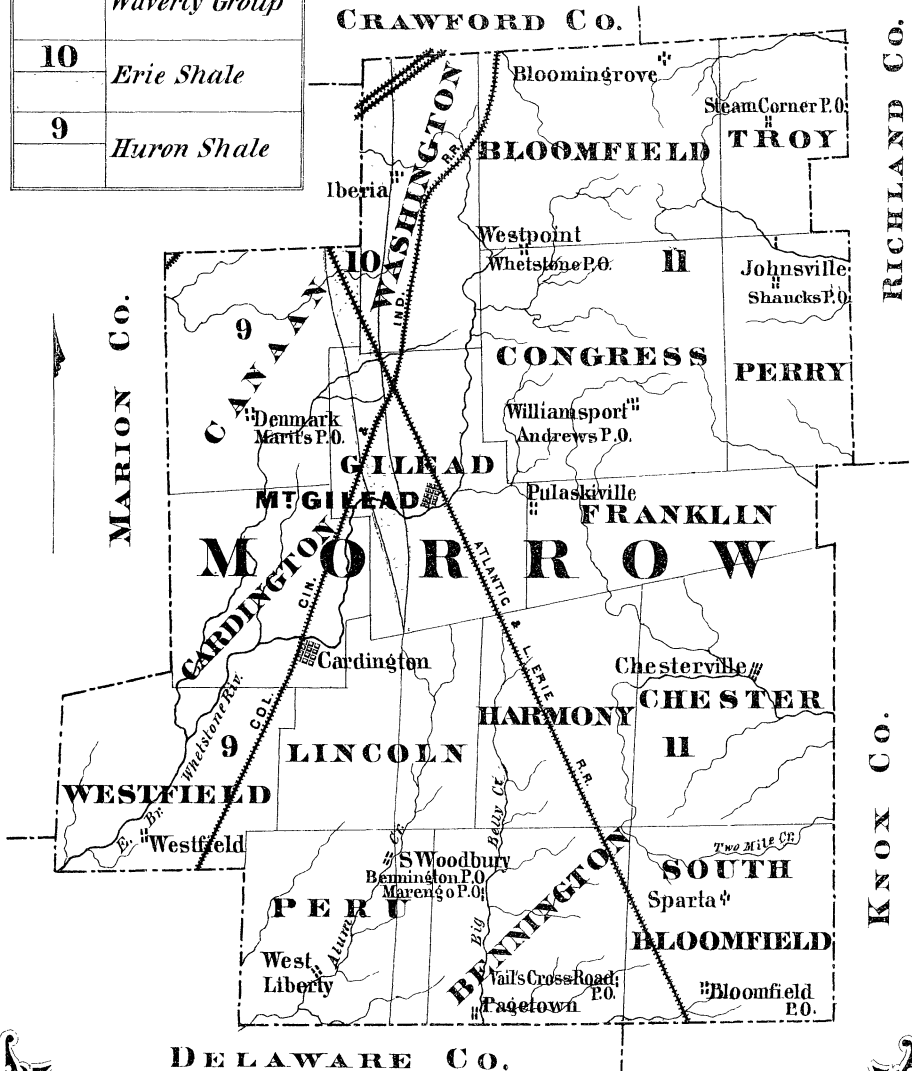 Waverly Group
10
Erie Shale
9
Huron Shale
CRAWFORD CO.
RICHLAND CO.
Bloomingrove
Steam Corner P.O.
TROY
WASHINGTON
BLOOMFIELD
R.R.
Iberia
Westpoint
Whetstone P.O.
10
11
Johnsville
Shancks P.O.
IND.
MARION CO.
9
CANAAN
CONGRESS
PERRY
Denmark
Marit's P.O.
&
Williamsport
Andrews P.O.
GILEAD
MT. GILEAD
Pulaskiville
FRANKLIN
MORROW
CARDINGTON
CIN.
ATLANTIC & L. ERIE R.R.
Cardington
Chesterville
CHESTER
Whetstone Riv.
COL.
HARMONY
9
LINCOLN
11
WESTFIELD
E. Br.
Westfield
KNOX CO.
Big Belly Cr.
Two Mile Cr.
S Woodbury
Bennington P.O.
Marengo P.O.
SOUTH
BLOOMFIELD
Sparta
PERU
Alum Cr.
BENNINGTON
West
Liberty
Vail's Cross Road
P.O.
Pagetown
Bloomfield
P.O.
DELAWARE CO.